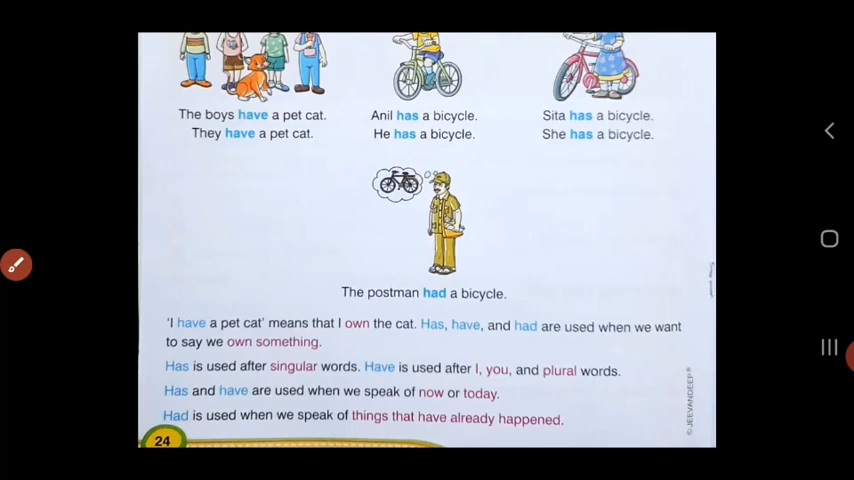 The boys have a pet cat.
They have a pet cat.
Anil has a bicycle.
He has a bicycle.
Sita has a bicycle.
She has a bicycle.
The postman had a bicycle.
'I have a pet cat' means that I own the cat. Has, have, and had are used when we want
to say we own something.
Has is used after singular words. Have is used after I, you, and plural words.
Has and have are used when we speak of now or today.
Had is used when we speak of things that have already happened.
24
© JEEVANDEEP®